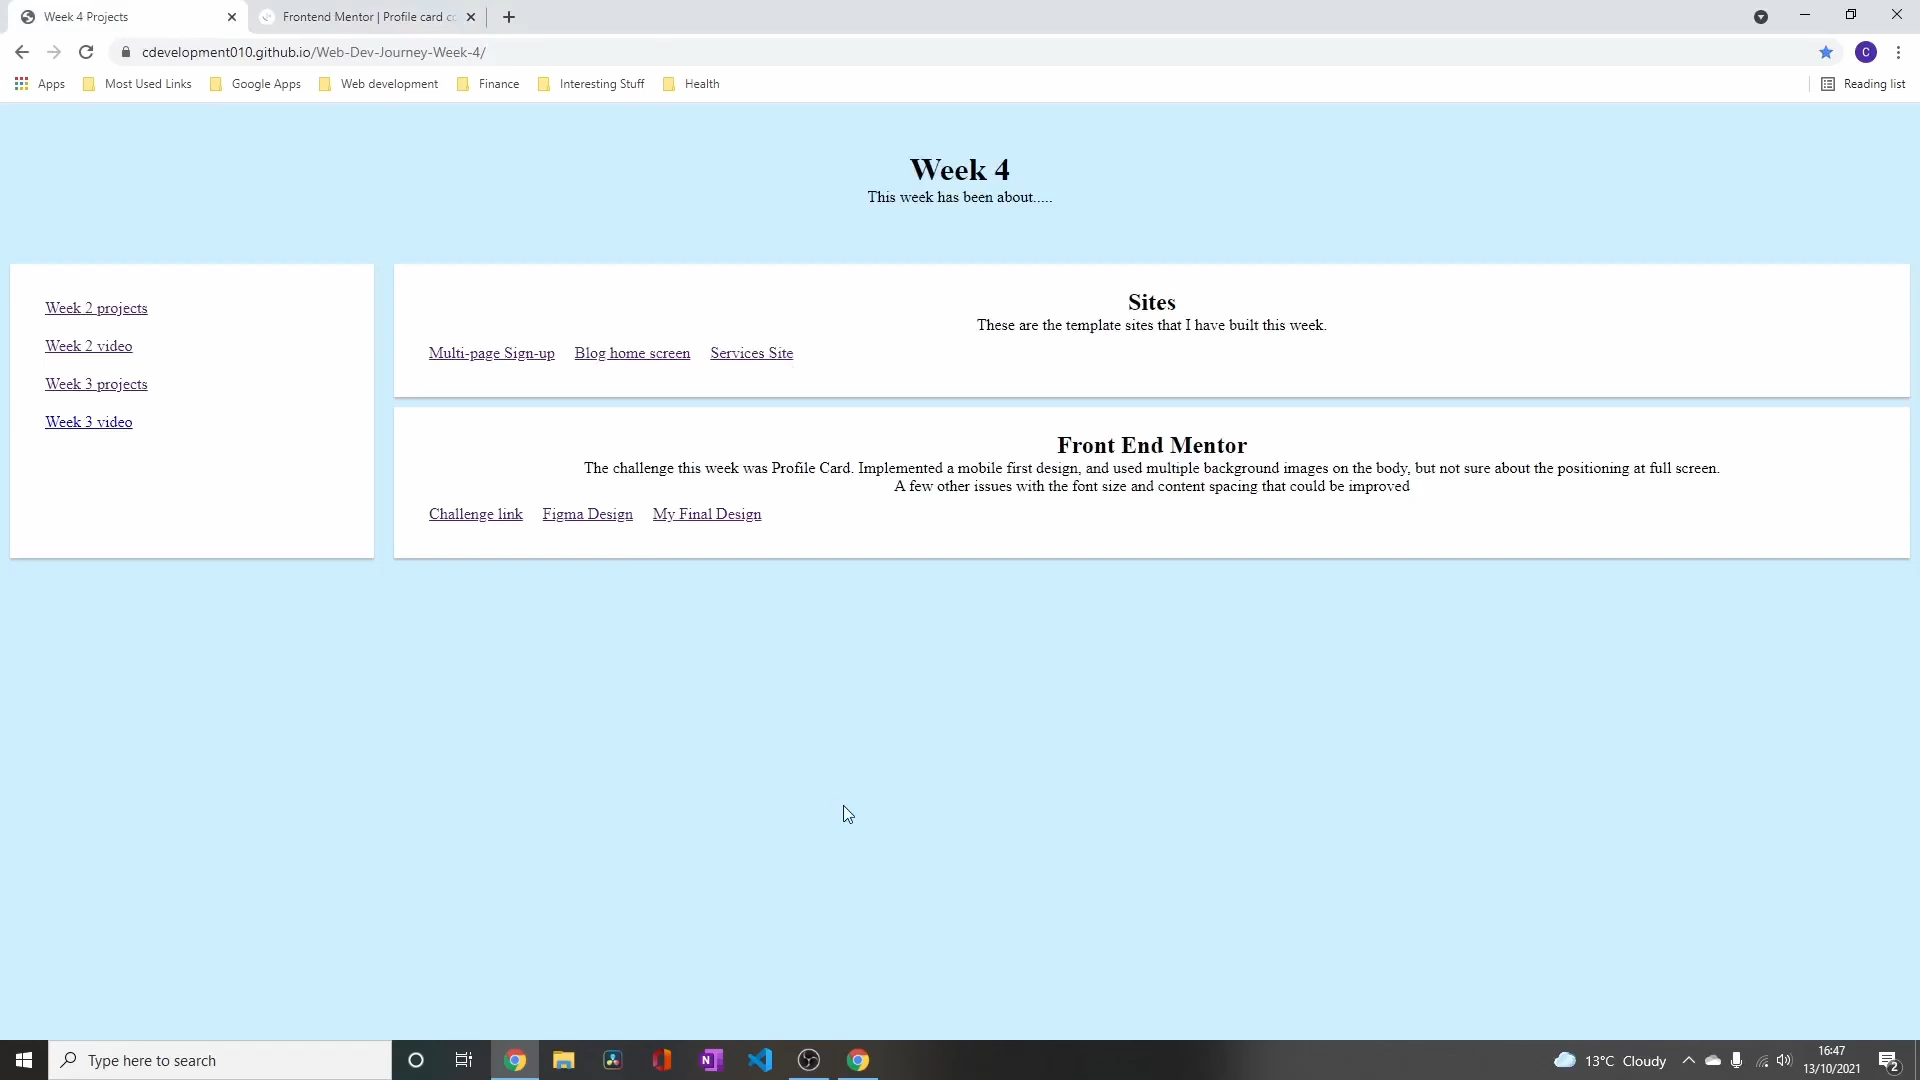 Week 4 Projects
Frontend Mentor | Profile card co
cdevelopment010.github.io/Web-Dev-Journey-Week-4/
C
Apps
Most Used Links
Google Apps
Web development
Finance
Interesting Stuff
Health
Reading list
Week 4
This week has been about.....
Week 2 projects
Week 2 video
Week 3 projects
Week 3 video
Sites
These are the template sites that I have built this week.
Multi-page Sign-up Blog home screen Services Site
Front End Mentor
The challenge this week was Profile Card. Implemented a mobile first design, and used multiple background images on the body, but not sure about the positioning at full screen.
A few other issues with the font size and content spacing that could be improved
Challenge link Figma Design My Final Design
Type here to search
N
13°C Cloudy
16:47
13/10/2021
2